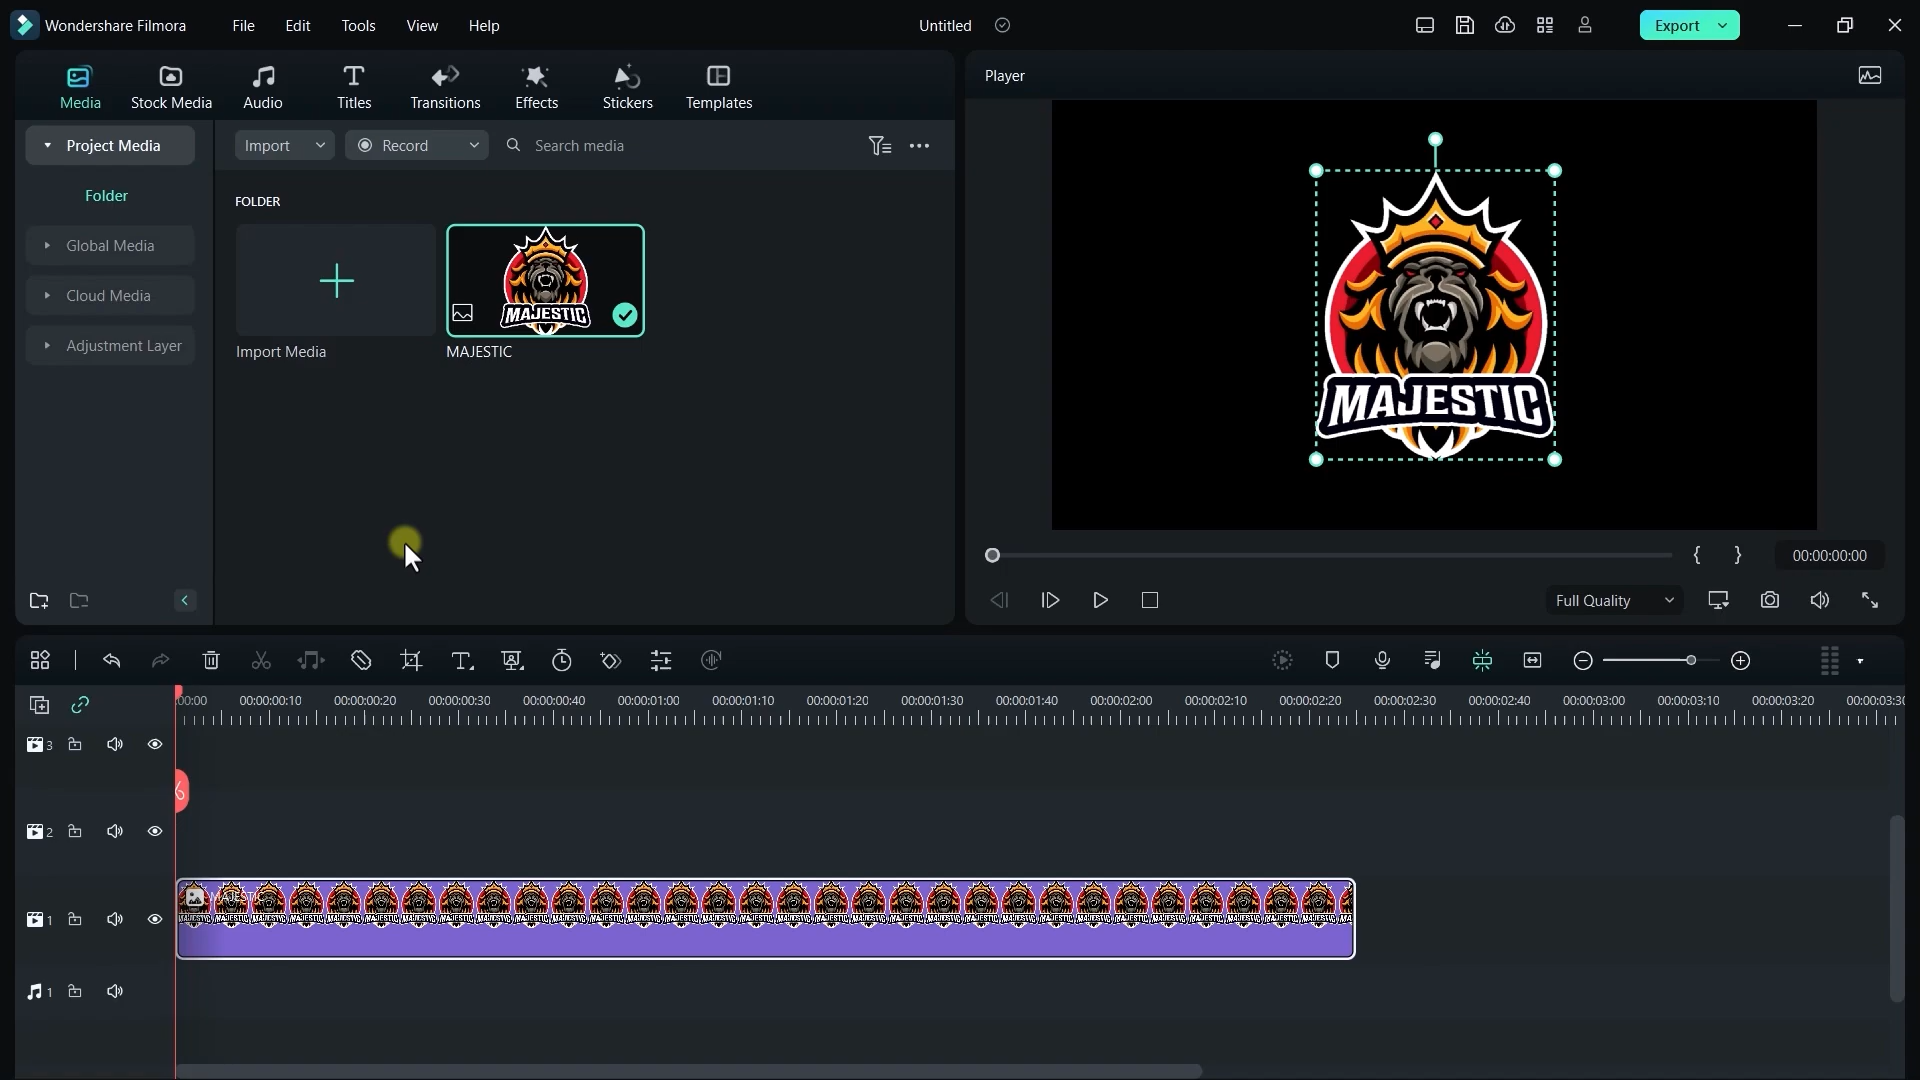 Wondershare Filmora File Edit Tools View Help Untitled Export
Media Stock Media Audio Titles Transitions Effects Stickers Templates
Player
Project Media
Import Record Search media
Folder
FOLDER
Global Media
Cloud Media
Adjustment Layer
MAJESTIC
Import Media MAJESTIC
MAJESTIC
00:00:00:00
Full Quality
00:00 00:00:00:10 00:00:00:20 00:00:00:30 00:00:00:40 00:00:01:00 00:00:01:10 00:00:01:20 00:00:01:30 00:00:01:40 00:00:02:00 00:00:02:10 00:00:02:20 00:00:02:30 00:00:02:40 00:00:03:00 00:00:03:10 00:00:03:20 00:00:03:30
3
2
MAJESTIC
1
1